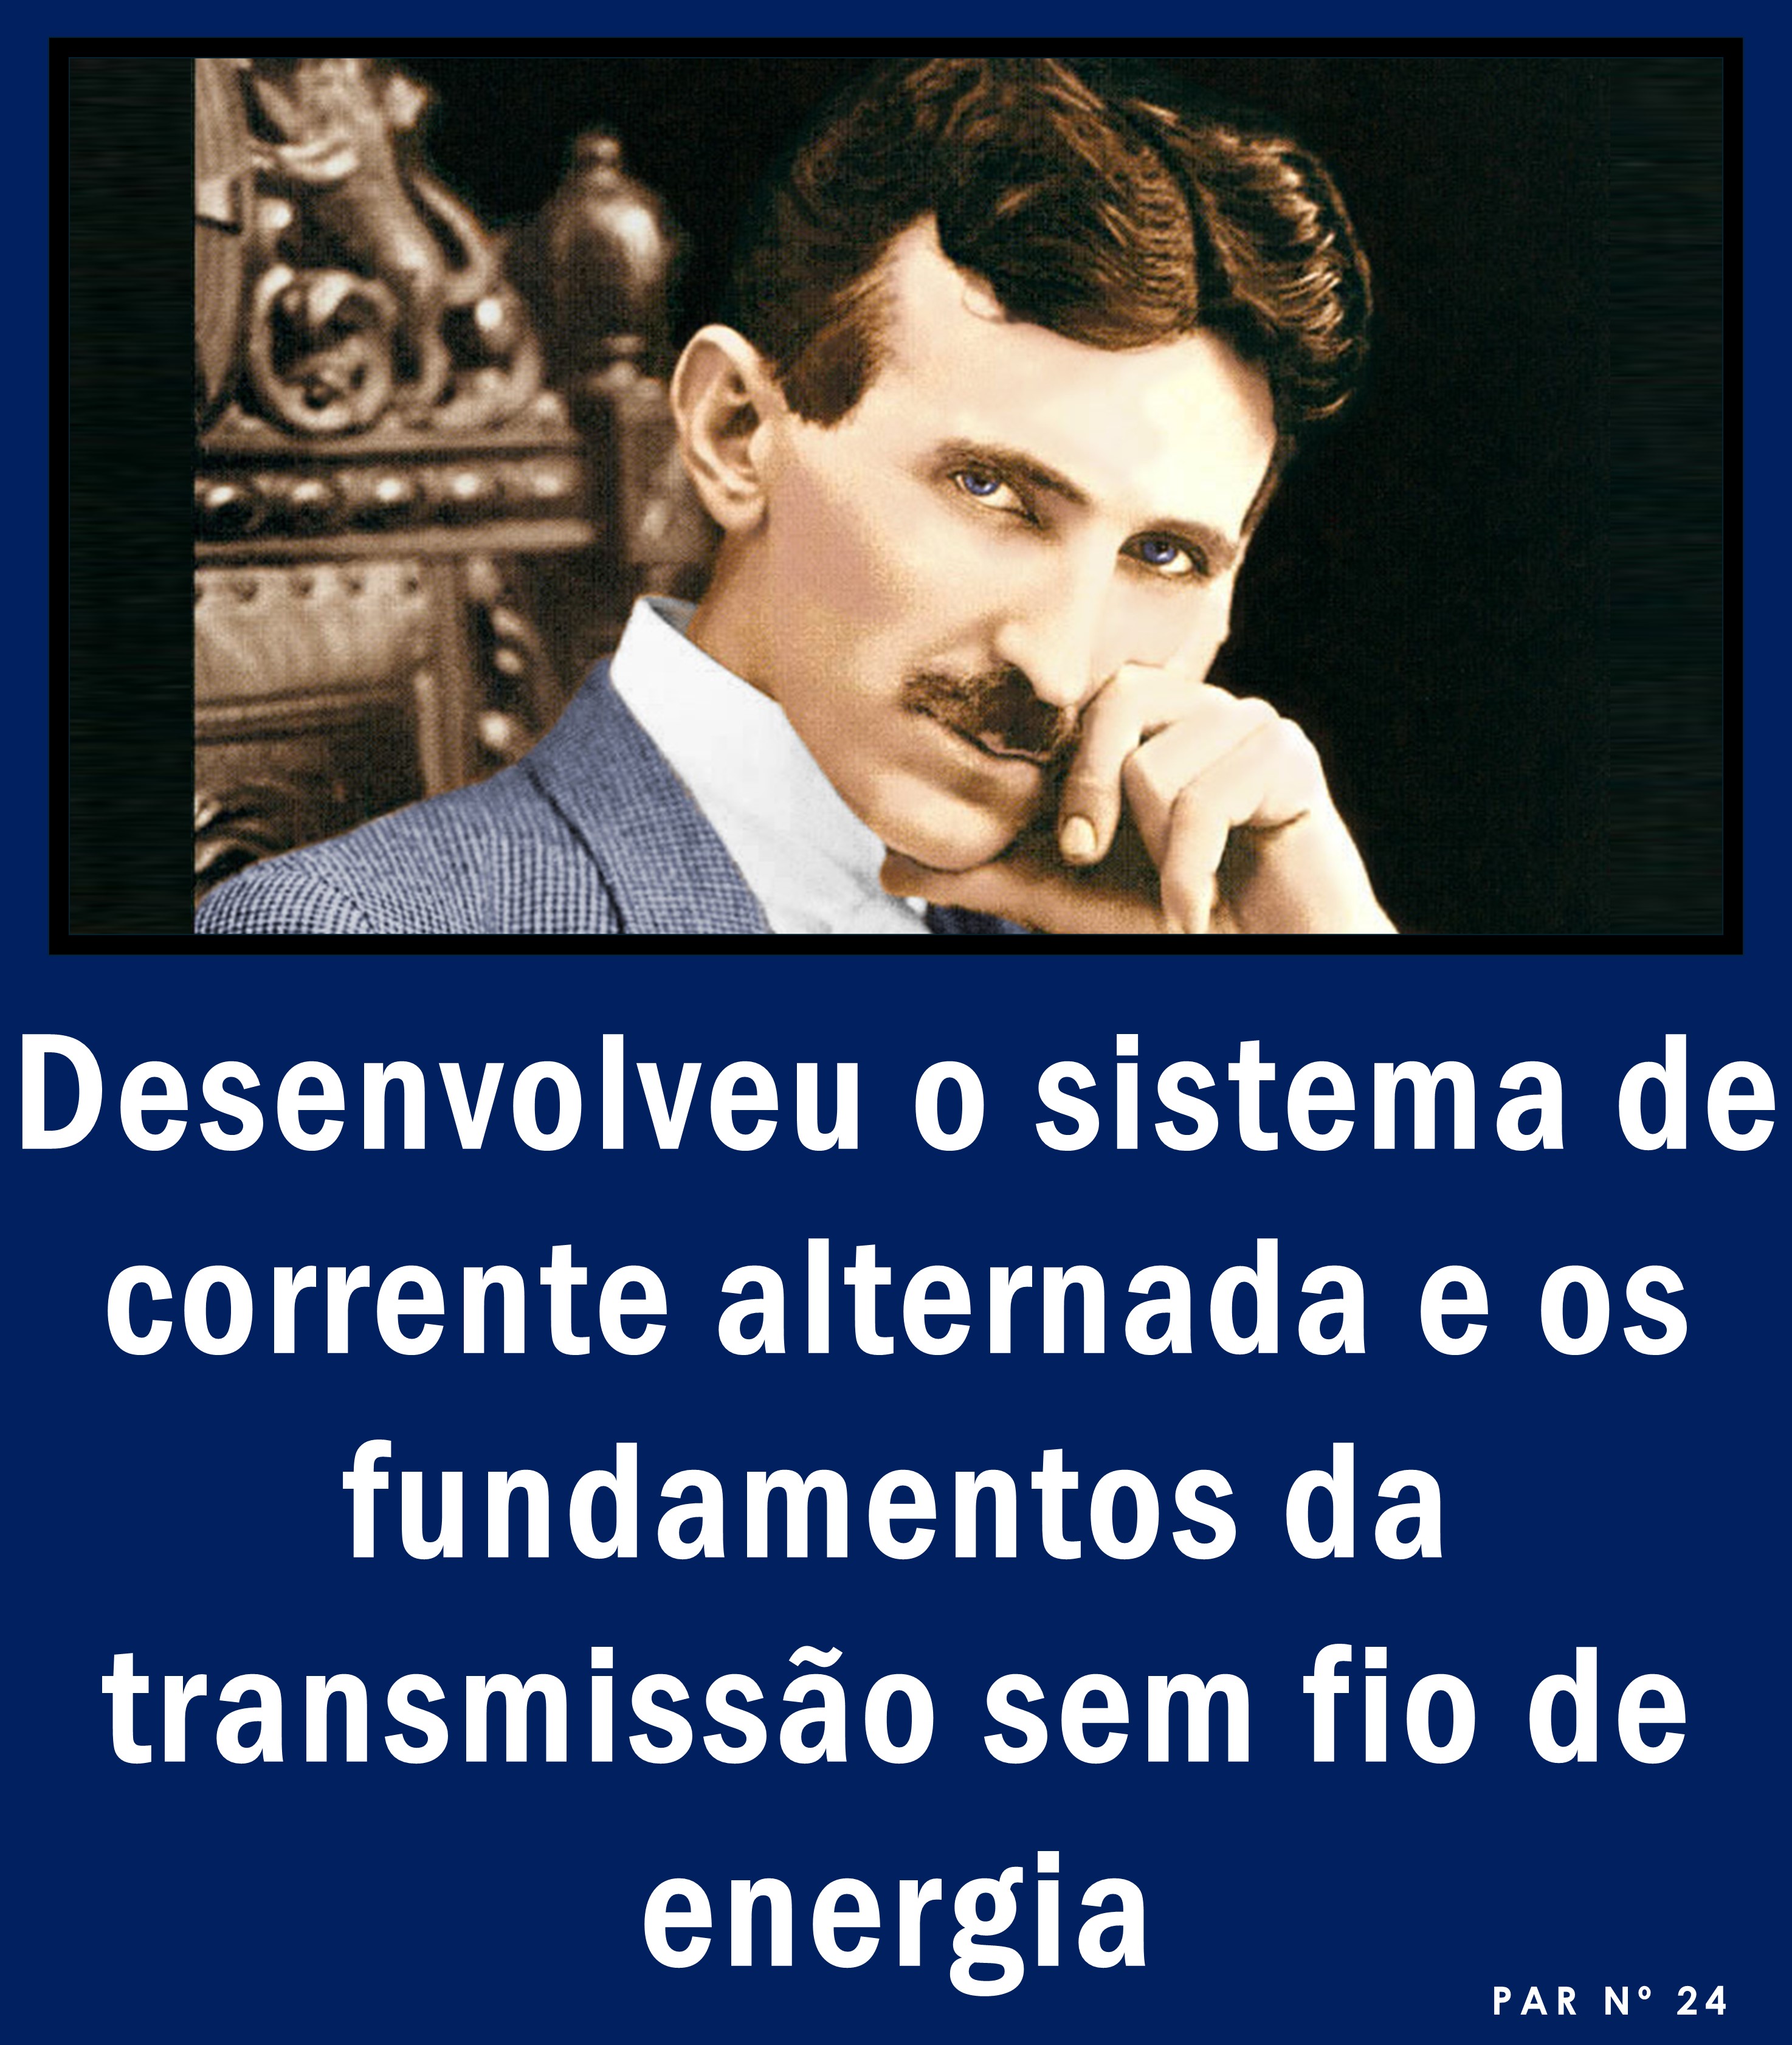 Desenvolveu o sistema de
corrente alternada e os
fundamentos da
transmissão sem fio de
energia
PAR Nº 24